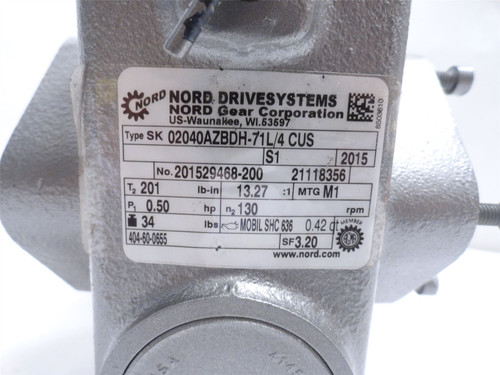 NORD
NORD DRIVESYSTEMS
NORD Gear Corporation
US-Waunakee, WI.53597
Type SK 02040AZBDH-71L/4 CUS
S1 2015
No. 201529468-200 21118356
T2 201 lb-in 13.27 :1 MTG M1
P1 0.50 hp n2 130 rpm
34 lbs MOBIL SHC 636 0.42 qt
404-60-0655 SF 3.20
www.nord.com
MEMBER